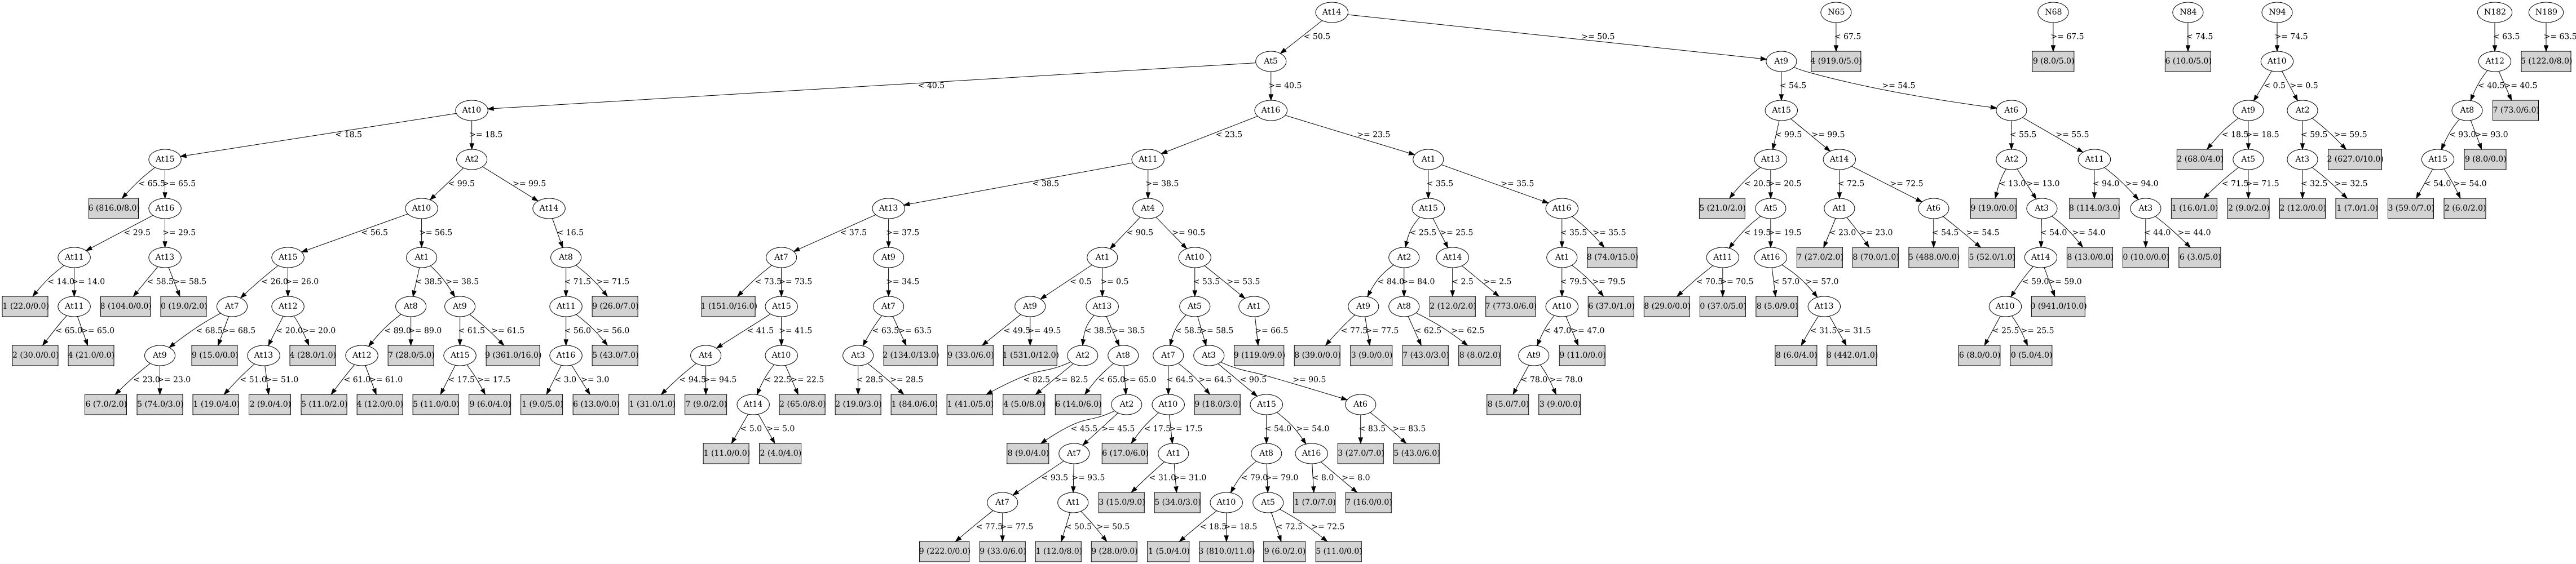 At14 N65 N68 N84 N94 N182 N189
< 50.5 >= 50.5 < 67.5 >= 67.5 < 74.5 >= 74.5 < 63.5 >= 63.5
At5 At9 4 (919.0/5.0) 9 (8.0/5.0) 6 (10.0/5.0) At10 At12 5 (122.0/8.0)
< 40.5 >= 40.5 < 54.5 >= 54.5 < 0.5 >= 0.5 < 40.5 >= 40.5
At10 At16 At15 At6 At9 At2 At8 7 (73.0/6.0)
< 18.5 >= 18.5 < 23.5 >= 23.5 < 99.5 >= 99.5 < 55.5 >= 55.5 < 18.5 >= 18.5 < 59.5 >= 59.5 < 93.0 >= 93.0
At15 At2 At11 At1 At13 At14 At2 At11 2 (68.0/4.0) At5 At3 2 (627.0/10.0) At15 9 (8.0/0.0)
< 65.5 >= 65.5 < 99.5 >= 99.5 < 38.5 >= 38.5 < 35.5 >= 35.5 < 20.5 >= 20.5 < 72.5 >= 72.5 < 13.0 >= 13.0 < 94.0 >= 94.0 < 71.5 >= 71.5 < 32.5 >= 32.5 < 54.0 >= 54.0
6 (816.0/8.0) At16 At10 At14 At13 At4 At15 At16 5 (21.0/2.0) At5 At1 At6 9 (19.0/0.0) At3 8 (114.0/3.0) At3 1 (16.0/1.0) 2 (9.0/2.0) 2 (12.0/0.0) 1 (7.0/1.0) 3 (59.0/7.0) 2 (6.0/2.0)
< 29.5 >= 29.5 < 56.5 >= 56.5 < 16.5 < 37.5 >= 37.5 < 90.5 >= 90.5 < 25.5 >= 25.5 < 35.5 >= 35.5 < 19.5 >= 19.5 < 23.0 >= 23.0 < 54.5 >= 54.5 < 54.0 >= 54.0 < 44.0 >= 44.0
At11 At13 At15 At1 At8 At7 At9 At1 At10 At2 At14 At1 8 (74.0/15.0) At11 At16 7 (27.0/2.0) 8 (70.0/1.0) 5 (488.0/0.0) 5 (52.0/1.0) At14 8 (13.0/0.0) 0 (10.0/0.0) 6 (3.0/5.0)
< 14.0 >= 14.0 < 58.5 >= 58.5 < 26.0 >= 26.0 < 38.5 >= 38.5 < 71.5 >= 71.5 < 73.5 >= 73.5 >= 34.5 < 0.5 >= 0.5 < 53.5 >= 53.5 < 84.0 >= 84.0 < 2.5 >= 2.5 < 79.5 >= 79.5 < 70.5 >= 70.5 < 57.0 >= 57.0 < 59.0 >= 59.0
1 (22.0/0.0) At11 8 (104.0/0.0) 0 (19.0/2.0) At7 At12 At8 At9 At11 9 (26.0/7.0) 1 (151.0/16.0) At15 At7 At9 At13 At5 At1 At9 At8 2 (12.0/2.0) 7 (773.0/6.0) At10 6 (37.0/1.0) 8 (29.0/0.0) 0 (37.0/5.0) 8 (5.0/9.0) At13 At10 0 (941.0/10.0)
< 65.0 >= 65.0 < 68.5 >= 68.5 < 20.0 >= 20.0 < 89.0 >= 89.0 < 61.5 >= 61.5 < 56.0 >= 56.0 < 41.5 >= 41.5 < 63.5 >= 63.5 < 49.5 >= 49.5 < 38.5 >= 38.5 < 58.5 >= 58.5 >= 66.5 < 77.5 >= 77.5 < 62.5 >= 62.5 < 47.0 >= 47.0 < 31.5 >= 31.5 < 25.5 >= 25.5
2 (30.0/0.0) 4 (21.0/0.0) At9 9 (15.0/0.0) At13 4 (28.0/1.0) At12 7 (28.0/5.0) At15 9 (361.0/16.0) At16 5 (43.0/7.0) At4 At10 At3 2 (134.0/13.0) 9 (33.0/6.0) 1 (531.0/12.0) At2 At8 At7 At3 9 (119.0/9.0) 8 (39.0/0.0) 3 (9.0/0.0) 7 (43.0/3.0) 8 (8.0/2.0) At9 9 (11.0/0.0) 8 (6.0/4.0) 8 (442.0/1.0) 6 (8.0/0.0) 0 (5.0/4.0)
< 23.0 >= 23.0 < 51.0 >= 51.0 < 61.0 >= 61.0 < 17.5 >= 17.5 < 3.0 >= 3.0 < 94.5 >= 94.5 < 22.5 >= 22.5 < 28.5 >= 28.5 < 82.5 >= 82.5 < 65.0 >= 65.0 < 64.5 >= 64.5 < 90.5 >= 90.5 < 78.0 >= 78.0
6 (7.0/2.0) 5 (74.0/3.0) 1 (19.0/4.0) 2 (9.0/4.0) 5 (11.0/2.0) 4 (12.0/0.0) 5 (11.0/0.0) 9 (6.0/4.0) 1 (9.0/5.0) 6 (13.0/0.0) 1 (31.0/1.0) 7 (9.0/2.0) At14 2 (65.0/8.0) 2 (19.0/3.0) 1 (84.0/6.0) 1 (41.0/5.0) 4 (5.0/8.0) 6 (14.0/6.0) At2 At10 9 (18.0/3.0) At15 At6 8 (5.0/7.0) 3 (9.0/0.0)
< 5.0 >= 5.0 < 45.5 >= 45.5 < 17.5 >= 17.5 < 54.0 >= 54.0 < 83.5 >= 83.5
1 (11.0/0.0) 2 (4.0/4.0) 8 (9.0/4.0) At7 6 (17.0/6.0) At1 At8 At16 3 (27.0/7.0) 5 (43.0/6.0)
< 93.5 >= 93.5 < 31.0 >= 31.0 < 79.0 >= 79.0 < 8.0 >= 8.0
At7 At1 3 (15.0/9.0) 5 (34.0/3.0) At10 At5 1 (7.0/7.0) 7 (16.0/0.0)
< 77.5 >= 77.5 < 50.5 >= 50.5 < 18.5 >= 18.5 < 72.5 >= 72.5
9 (222.0/0.0) 9 (33.0/6.0) 1 (12.0/8.0) 9 (28.0/0.0) 1 (5.0/4.0) 3 (810.0/11.0) 9 (6.0/2.0) 5 (11.0/0.0)